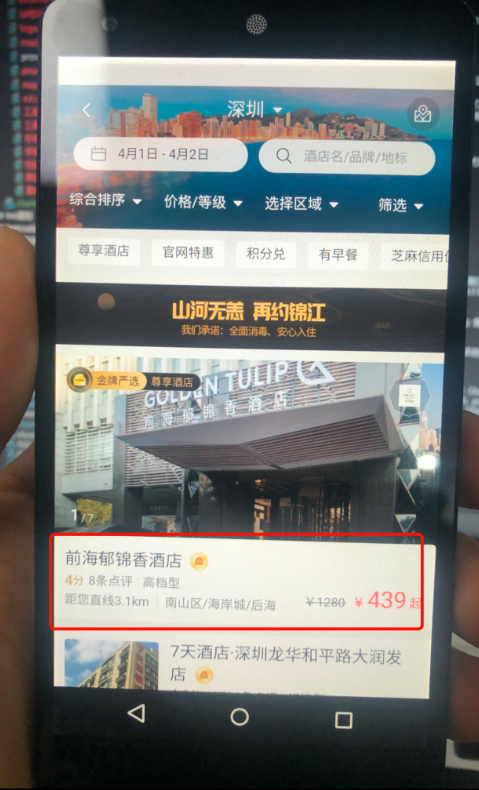 深圳
4月1日 - 4月2日
酒店名/品牌/地标
综合排序 价格/等级 选择区域 筛选
尊享酒店 官网特惠 积分兑 有早餐 芝麻信用
山河无恙 再约锦江
我们承诺：全面消毒、安心入住
金牌严选 尊享酒店
GOLDEN TULIP
前海郁锦香酒店
1/7
前海郁锦香酒店
4分 8条点评 高档型
距您直线3.1km 南山区/海岸城/后海 ¥1280 ¥439起
7天酒店·深圳龙华和平路大润发
店